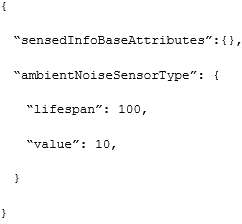 {
“sensedInfoBaseAttributes”:{},
“ambientNoiseSensorType”: {
“lifespan”: 100,
“value”: 10,
}
}